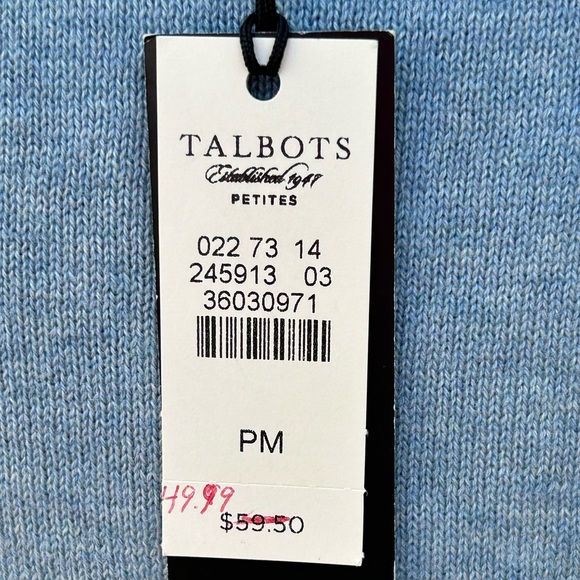 TALBOTS
Established 1947
PETITES
022 73 14
245913 03
36030971
PM
49.99
$59.50